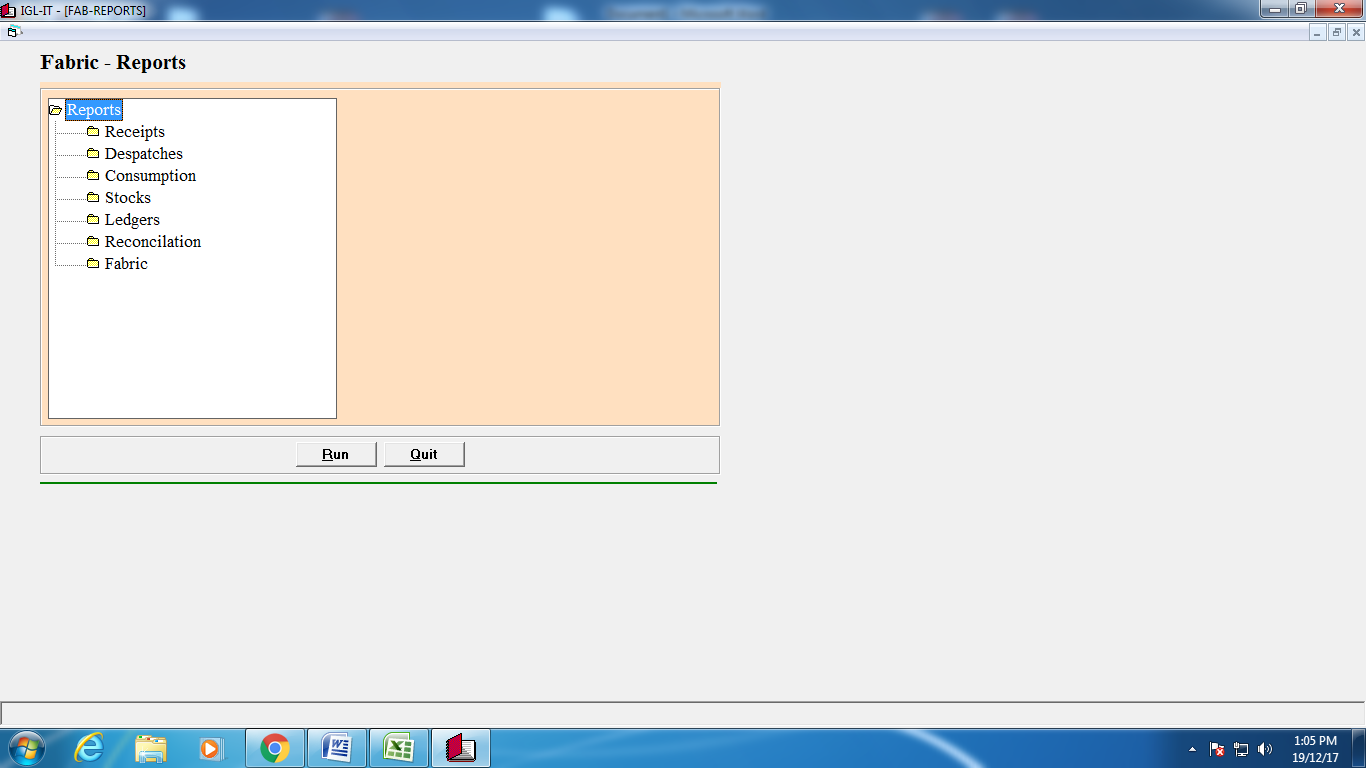 IGL-IT - [FAB-REPORTS]
Fabric - Reports
Reports
Receipts
Despatches
Consumption
Stocks
Ledgers
Reconcilation
Fabric
Run
Quit
1:05 PM
19/12/17